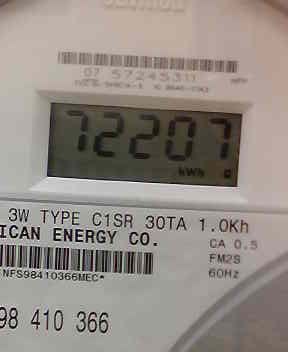 07 57245311
72207
kWh
3W TYPE C1SR 30TA 1.0Kh
ICAN ENERGY CO.
CA 0.5
FM2S
60Hz
NFS98410366MEC*
98 410 366